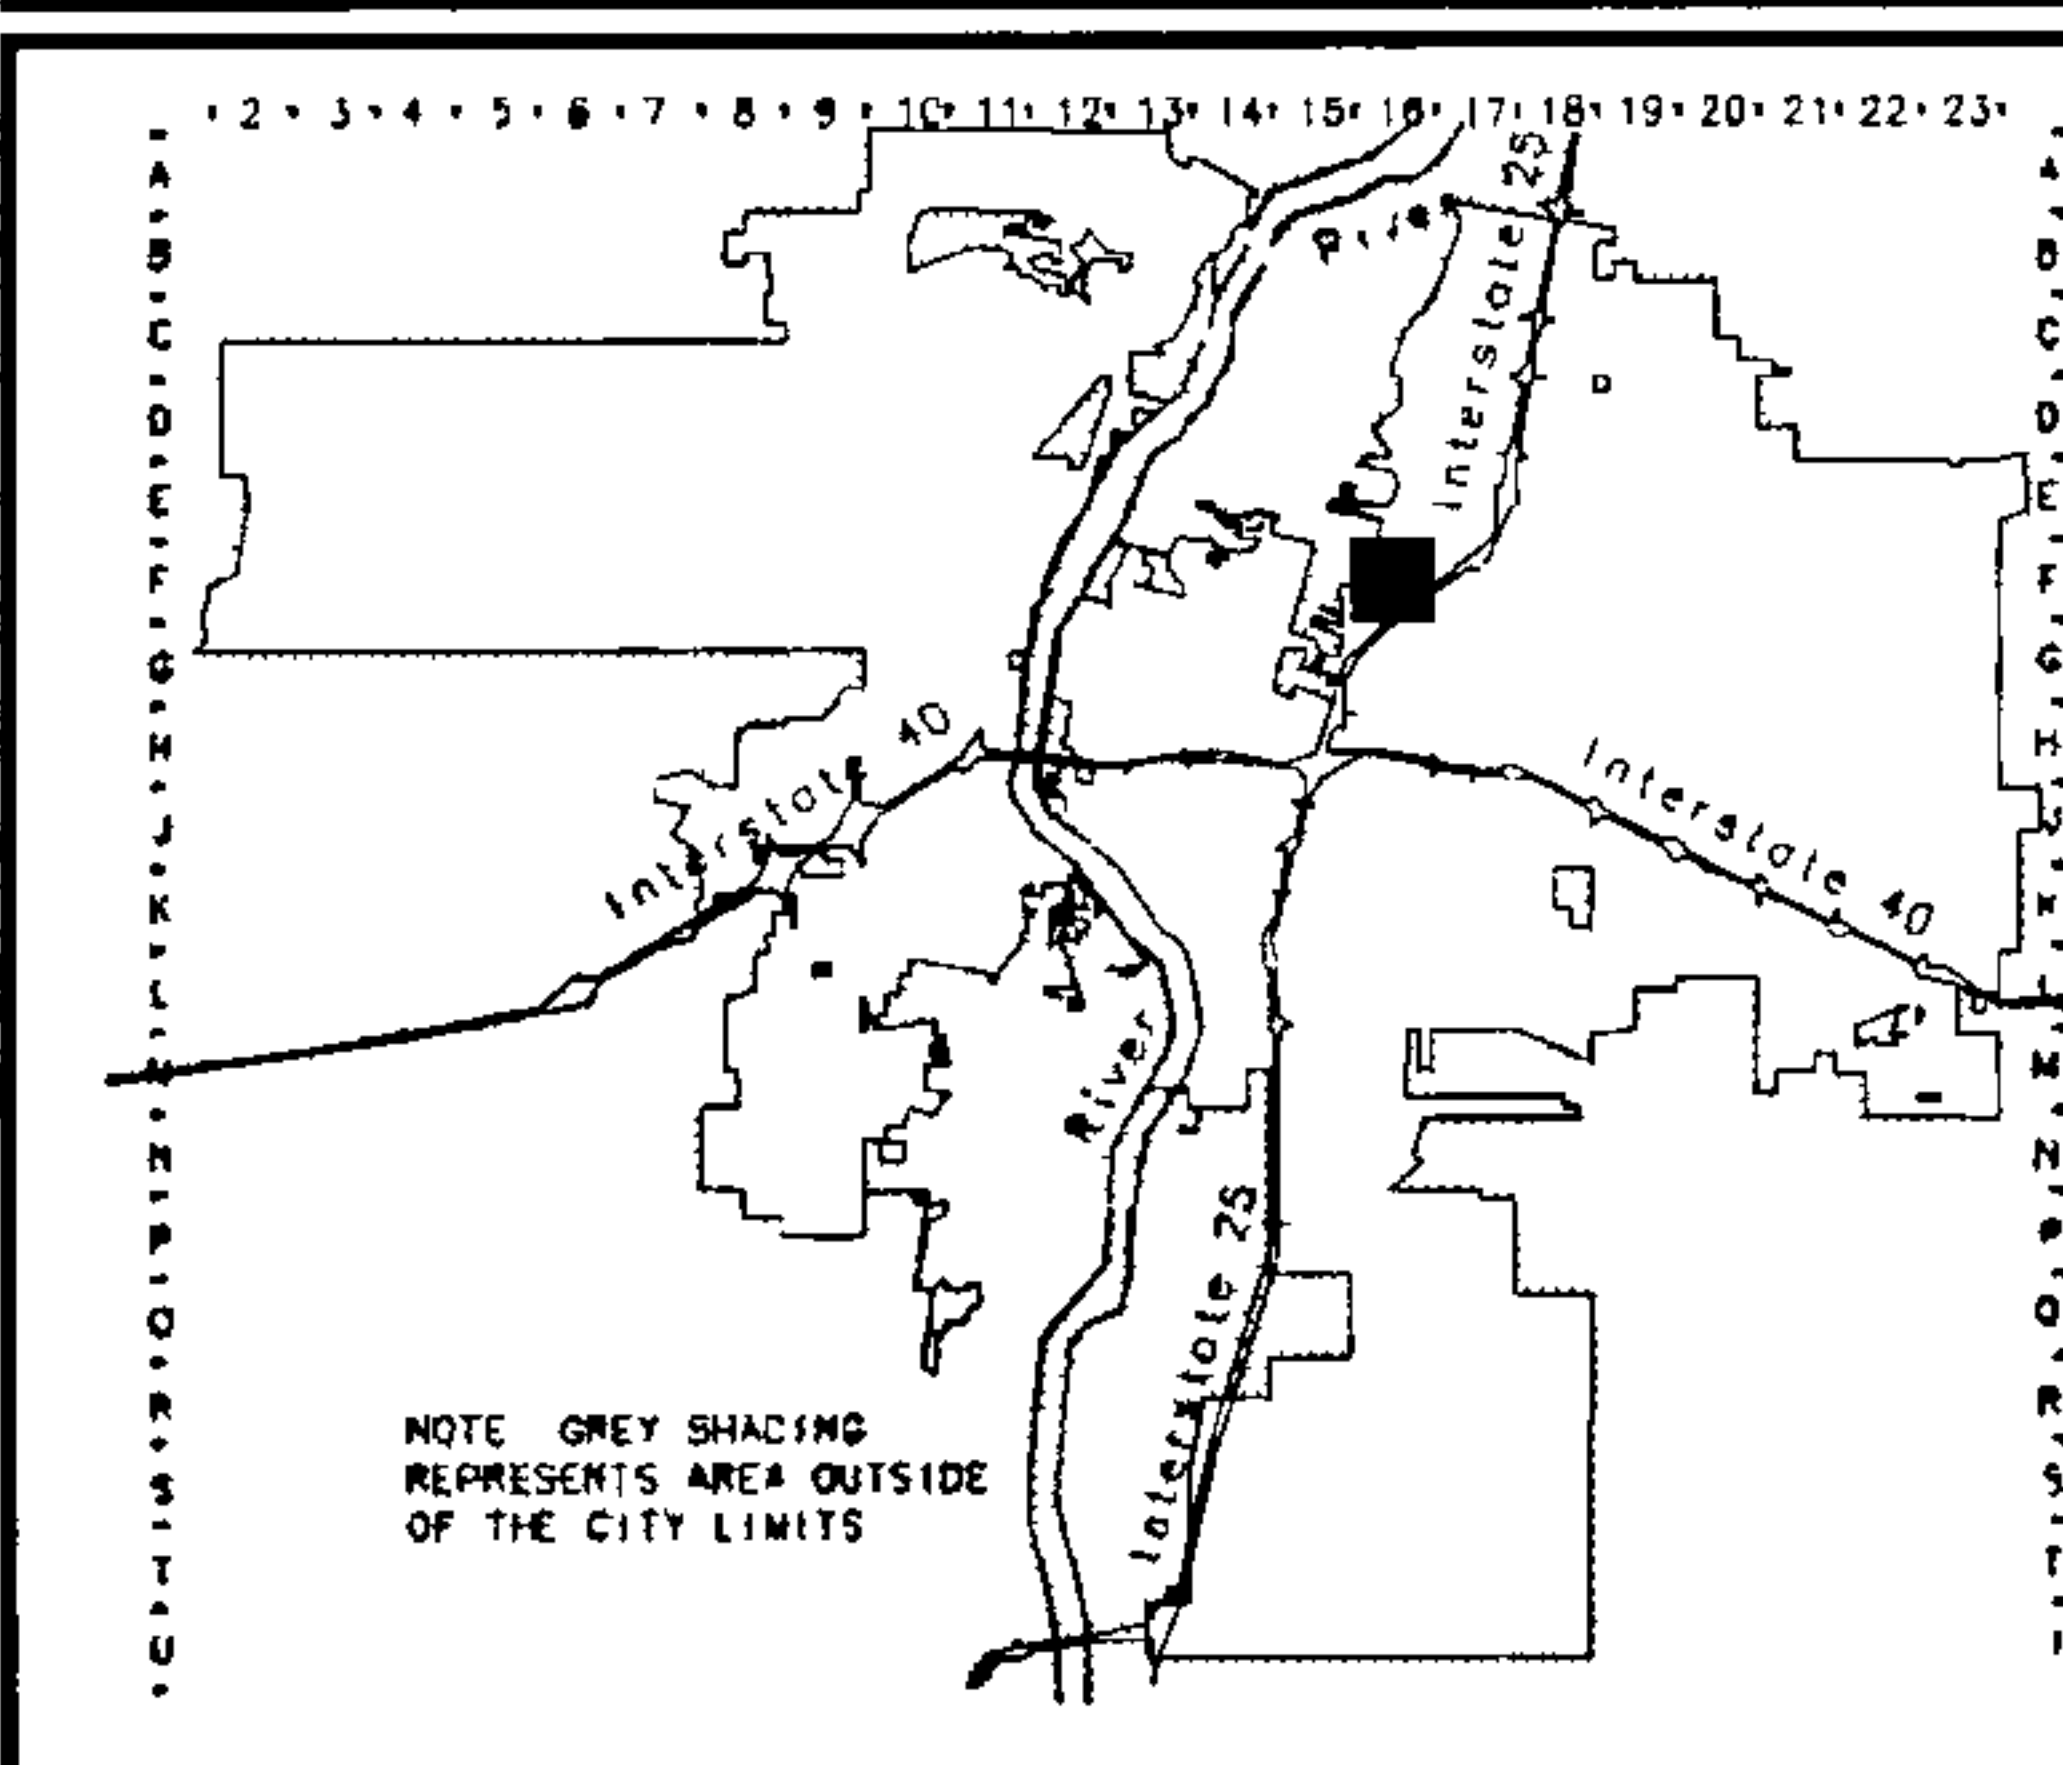 2 3 4 5 6 7 8 9 10 11 12 13 14 15 16 17 18 19 20 21 22 23
A A
B B
C C
D D
E E
F F
G G
H H
J J
K K
L L
M M
N N
P P
Q Q
R R
S S
T T
U
Interstate 25
Interstate 40
Interstate 40
River
Interstate 25
NOTE GREY SHADING
REPRESENTS AREA OUTSIDE
OF THE CITY LIMITS